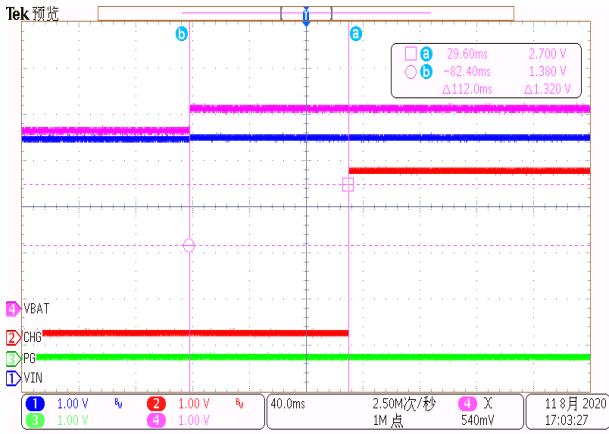 Tek 预览
b
a
T
a 29.60ms 2.700 V
b -82.40ms 1.380 V
Δ112.0ms Δ1.320 V
4 VBAT
2 CHG
3 PG
1 VIN
1 1.00 V BW 2 1.00 V BW 40.0ms 2.50M次/秒 4 X 11 8月 2020
3 1.00 V 4 1.00 V 1M 点 540mV 17:03:27